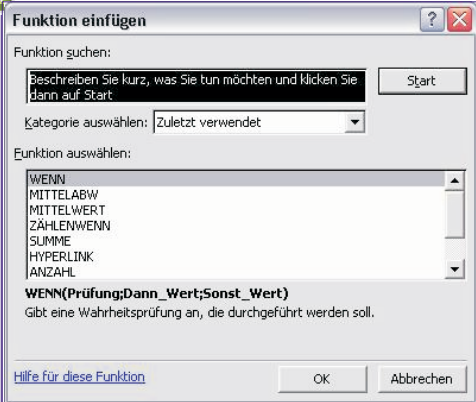 Funktion einfügen
Funktion suchen:
Beschreiben Sie kurz, was Sie tun möchten und klicken Sie
dann auf Start
Start
Kategorie auswählen: Zuletzt verwendet
Funktion auswählen:
WENN
MITTELABW
MITTELWERT
ZÄHLENWENN
SUMME
HYPERLINK
ANZAHL
WENN(Prüfung;Dann_Wert;Sonst_Wert)
Gibt eine Wahrheitsprüfung an, die durchgeführt werden soll.
Hilfe für diese Funktion
OK
Abbrechen